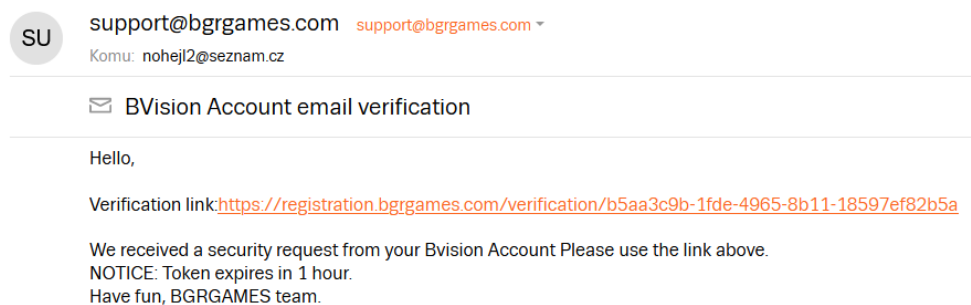 SU
support@bgrgames.com support@bgrgames.com
Komu: nohejl2@seznam.cz
BVision Account email verification
Hello,
Verification link:https://registration.bgrgames.com/verification/b5aa3c9b-1fde-4965-8b11-18597ef82b5a
We received a security request from your Bvision Account Please use the link above.
NOTICE: Token expires in 1 hour.
Have fun, BGRGAMES team.